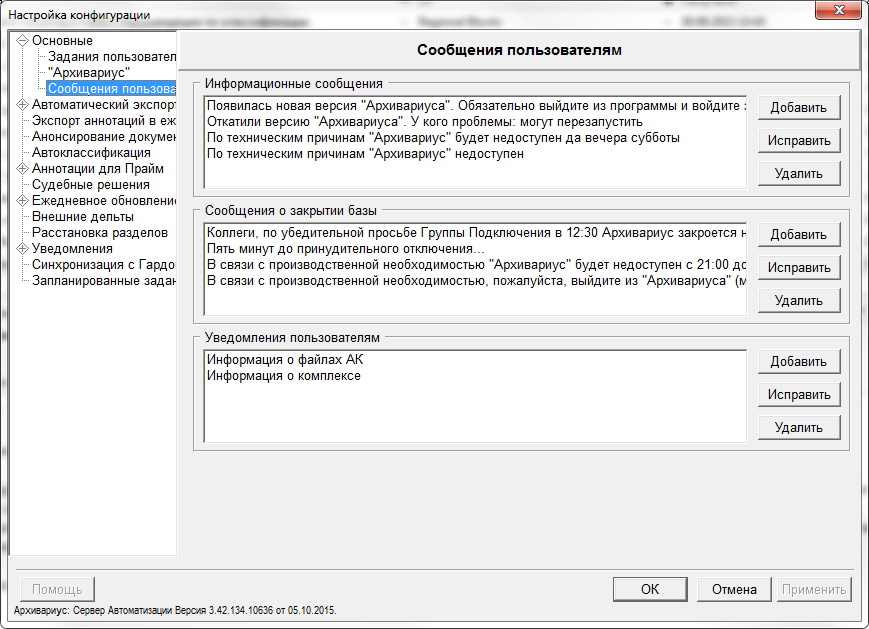 Настройка конфигурации
Основные
Задания пользовател
"Архивариус"
Сообщения пользова
Автоматический экспорт
Экспорт аннотаций в еж
Анонсирование докумен
Автоклассификация
Аннотации для Прайм
Судебные решения
Ежедневное обновление
Внешние дельты
Расстановка разделов
Уведомления
Синхронизация с Гардо
Запланированные задан
Сообщения пользователям
Информационные сообщения
Появилась новая версия "Архивариуса". Обязательно выйдите из программы и войдите з
Откатили версию "Архивариуса". У кого проблемы: могут перезапустить
По техническим причинам "Архивариус" будет недоступен да вечера субботы
По техническим причинам "Архивариус" недоступен
Добавить
Исправить
Удалить
Сообщения о закрытии базы
Коллеги, по убедительной просьбе Группы Подключения в 12:30 Архивариус закроется н
Пять минут до принудительного отключения...
В связи с производственной необходимостью "Архивариус" будет недоступен с 21:00 до
В связи с производственной необходимостью, пожалуйста, выйдите из "Архивариуса" (м
Добавить
Исправить
Удалить
Уведомления пользователям
Информация о файлах АК
Информация о комплексе
Добавить
Исправить
Удалить
Помощь
OK
Отмена
Применить
Архивариус: Сервер Автоматизации Версия 3.42.134.10636 от 05.10.2015.